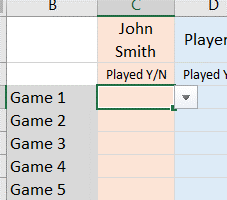 B C D
John
Smith
Player
Played Y/N Played Y
Game 1
Game 2
Game 3
Game 4
Game 5